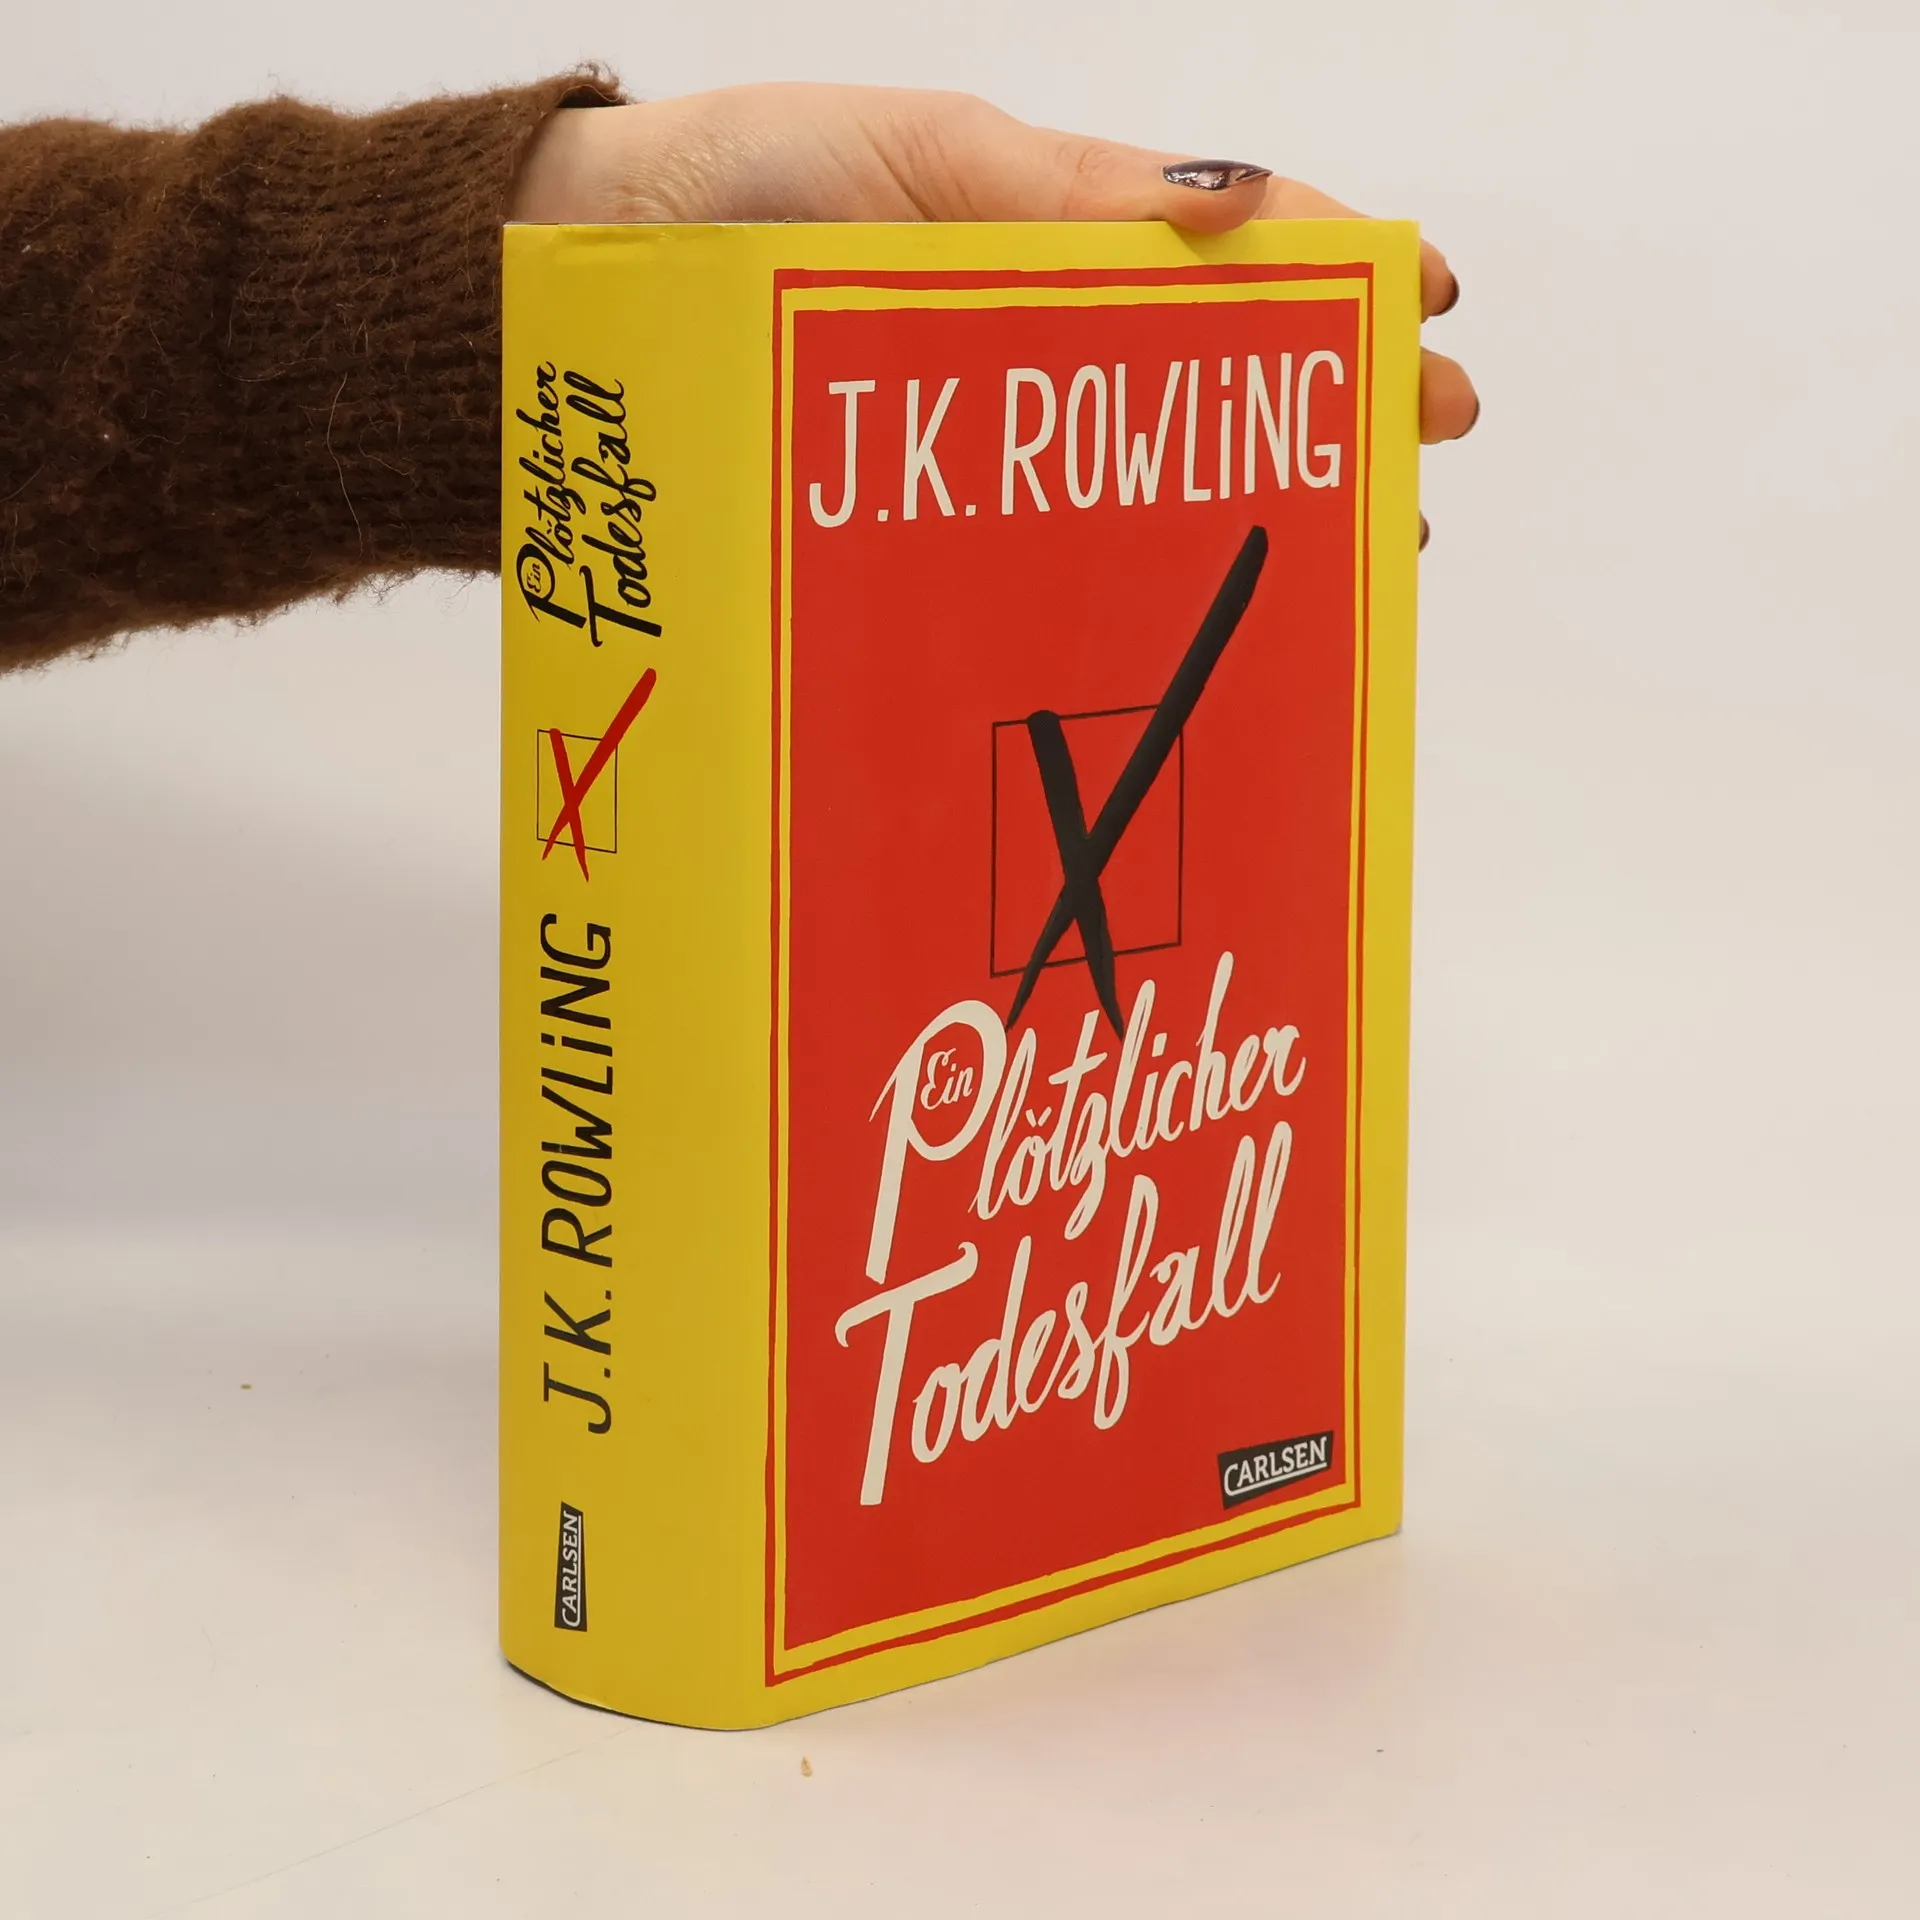 Ein
Plötzlicher
Todesfall
J.K. ROWLiNG
CARLSEN
J.K. ROWLiNG
Ein
Plötzlicher
Todesfall
CARLSEN